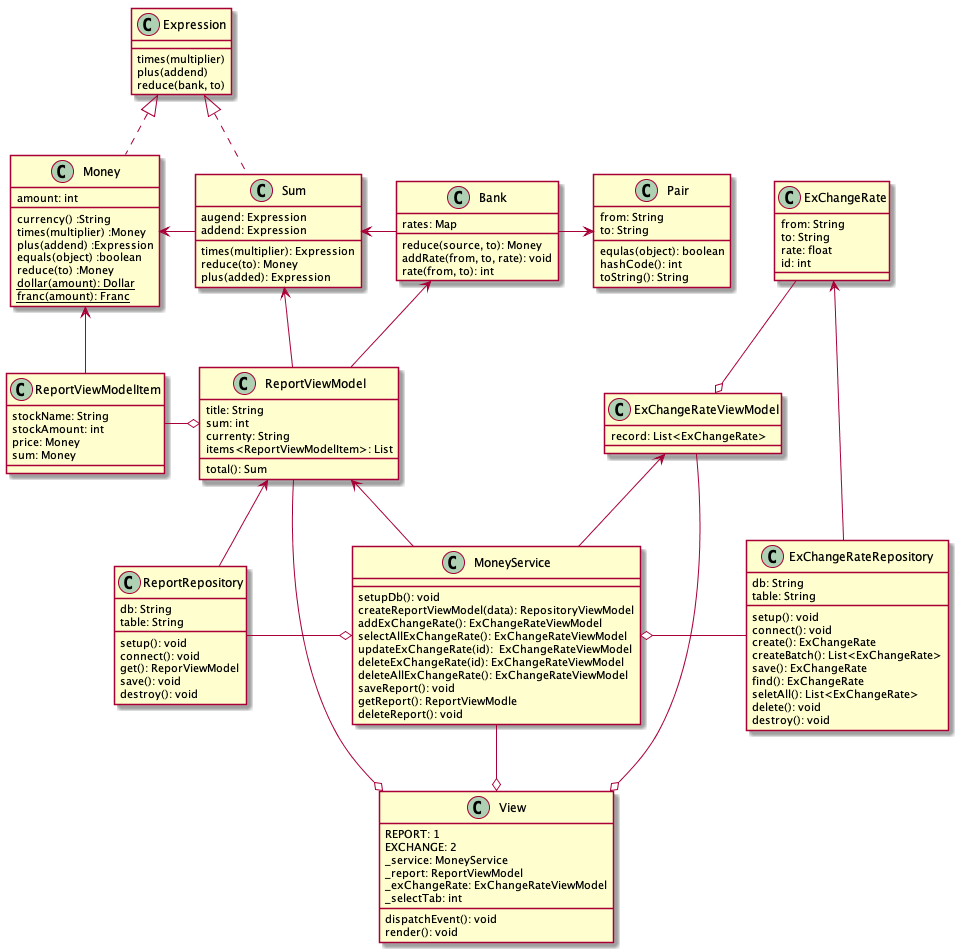 C Expression
times(multiplier)
plus(addend)
reduce(bank, to)
C Money
amount: int
currency() :String
times(multiplier) :Money
plus(addend) :Expression
equals(object) :boolean
reduce(to) :Money
dollar(amount): Dollar
franc(amount): Franc
C Sum
augend: Expression
addend: Expression
times(multiplier): Expression
reduce(to): Money
plus(added): Expression
C Bank
rates: Map
reduce(source, to): Money
addRate(from, to, rate): void
rate(from, to): int
C Pair
from: String
to: String
equlas(object): boolean
hashCode(): int
toString(): String
C ExChangeRate
from: String
to: String
rate: float
id: int
C ReportViewModelItem
stockName: String
stockAmount: int
price: Money
sum: Money
C ReportViewModel
title: String
sum: int
currenty: String
items<ReportViewModelItem>: List
total(): Sum
C ExChangeRateViewModel
record: List<ExChangeRate>
C ReportRepository
db: String
table: String
setup(): void
connect(): void
get(): ReporViewModel
save(): void
destroy(): void
C MoneyService
setupDb(): void
createReportViewModel(data): RepositoryViewModel
addExChangeRate(): ExChangeRateViewModel
selectAllExChangeRate(): ExChangeRateViewModel
updateExChangeRate(id):  ExChangeRateViewModel
deleteExChangeRate(id): ExChangeRateViewModel
deleteAllExChangeRate(): ExChangeRateViewModel
saveReport(): void
getReport(): ReportViewModle
deleteReport(): void
C ExChangeRateRepository
db: String
table: String
setup(): void
connect(): void
create(): ExChangeRate
createBatch(): List<ExChangeRate>
save(): ExChangeRate
find(): ExChangeRate
seletAll(): List<ExChangeRate>
delete(): void
destroy(): void
C View
REPORT: 1
EXCHANGE: 2
_service: MoneyService
_report: ReportViewModel
_exChangeRate: ExChangeRateViewModel
_selectTab: int
dispatchEvent(): void
render(): void